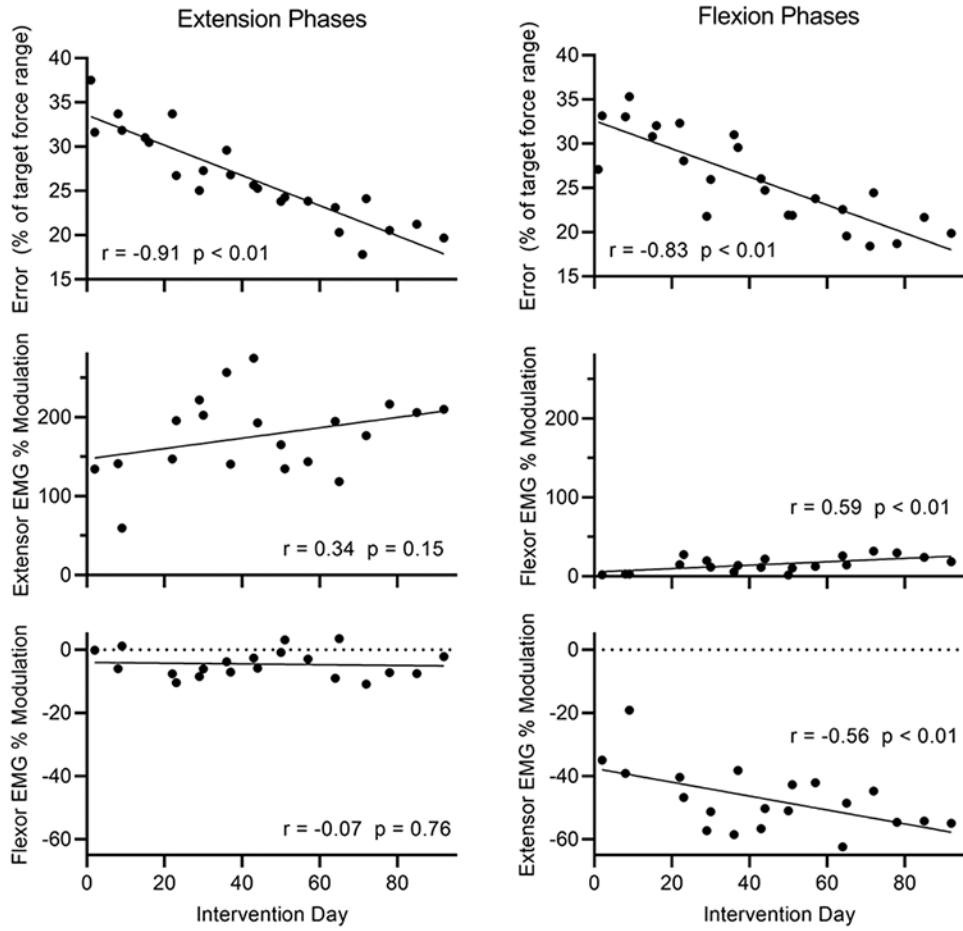 Extension Phases
Error (% of target force range)
40
35
30
25
20
15
r = -0.91 p < 0.01
Flexion Phases
Error (% of target force range)
40
35
30
25
20
15
r = -0.83 p < 0.01
Extensor EMG % Modulation
200
100
0
r = 0.34 p = 0.15
Flexor EMG % Modulation
200
100
0
r = 0.59 p < 0.01
Flexor EMG % Modulation
0
-20
-40
-60
r = -0.07 p = 0.76
0 20 40 60 80
Intervention Day
Extensor EMG % Modulation
0
-20
-40
-60
r = -0.56 p < 0.01
0 20 40 60 80
Intervention Day